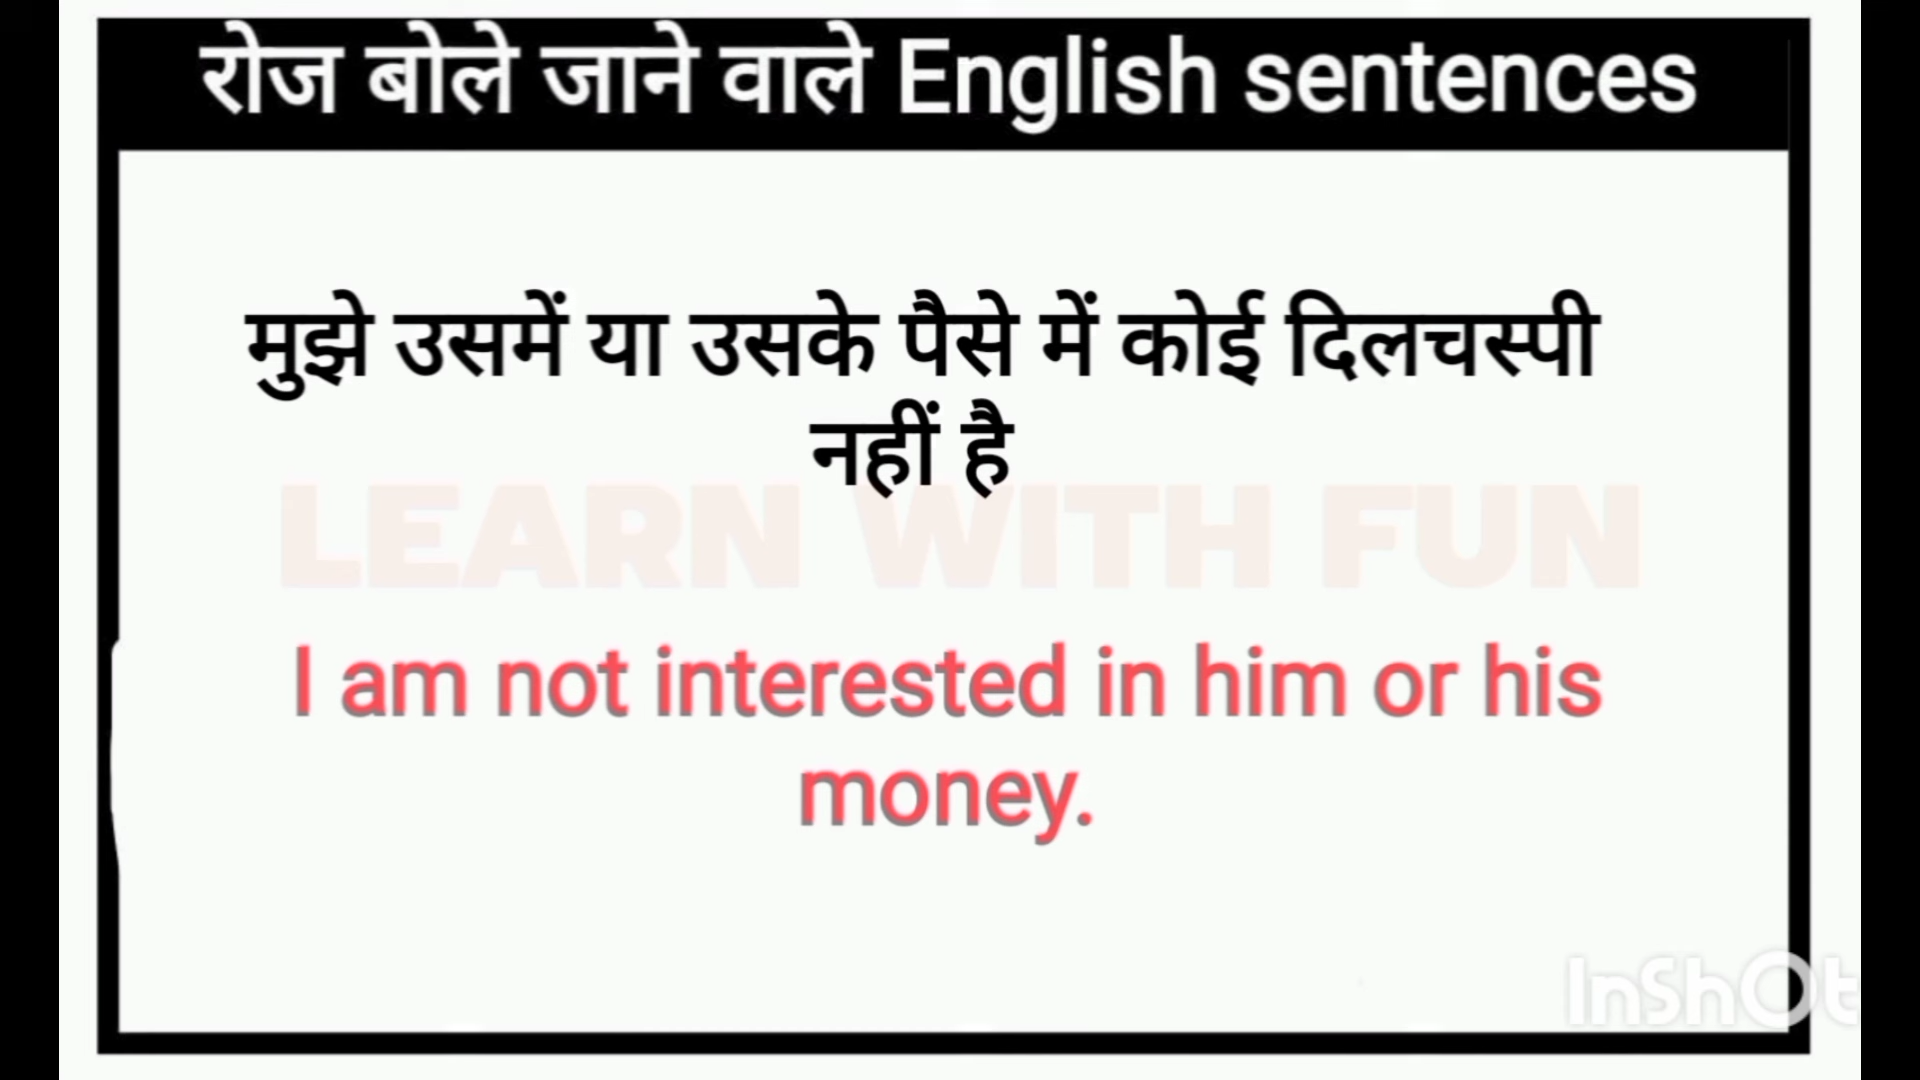 रोज बोले जाने वाले English sentences
मुझे उसमें या उसके पैसे में कोई दिलचस्पी
नहीं है
LEARN WITH FUN
I am not interested in him or his
money.
InShOt